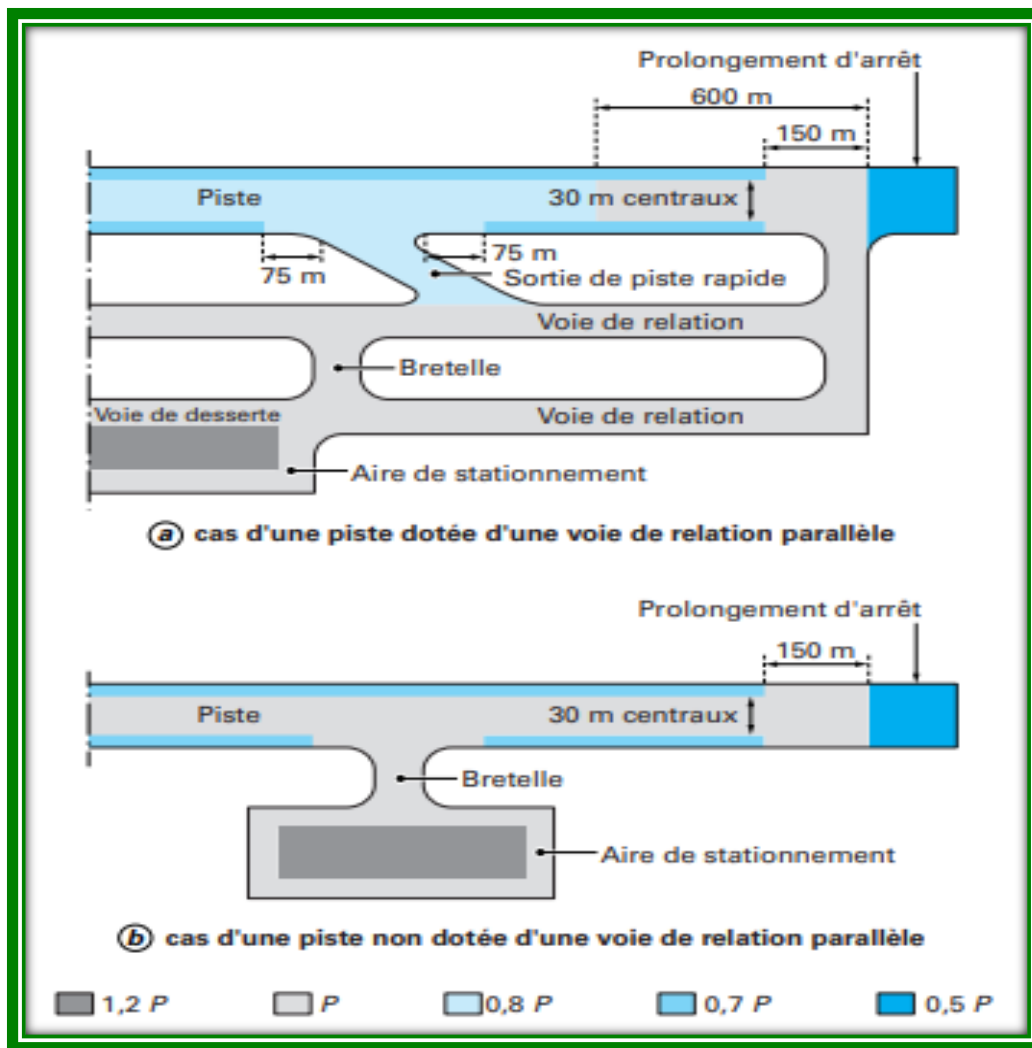 Prolongement d'arrêt
600 m
150 m
Piste
30 m centraux
75 m
75 m
Sortie de piste rapide
Voie de relation
Bretelle
Voie de desserte
Voie de relation
Aire de stationnement
a cas d'une piste dotée d'une voie de relation parallèle
Prolongement d'arrêt
150 m
Piste
30 m centraux
Bretelle
Aire de stationnement
b cas d'une piste non dotée d'une voie de relation parallèle
1,2 P P 0,8 P 0,7 P 0,5 P